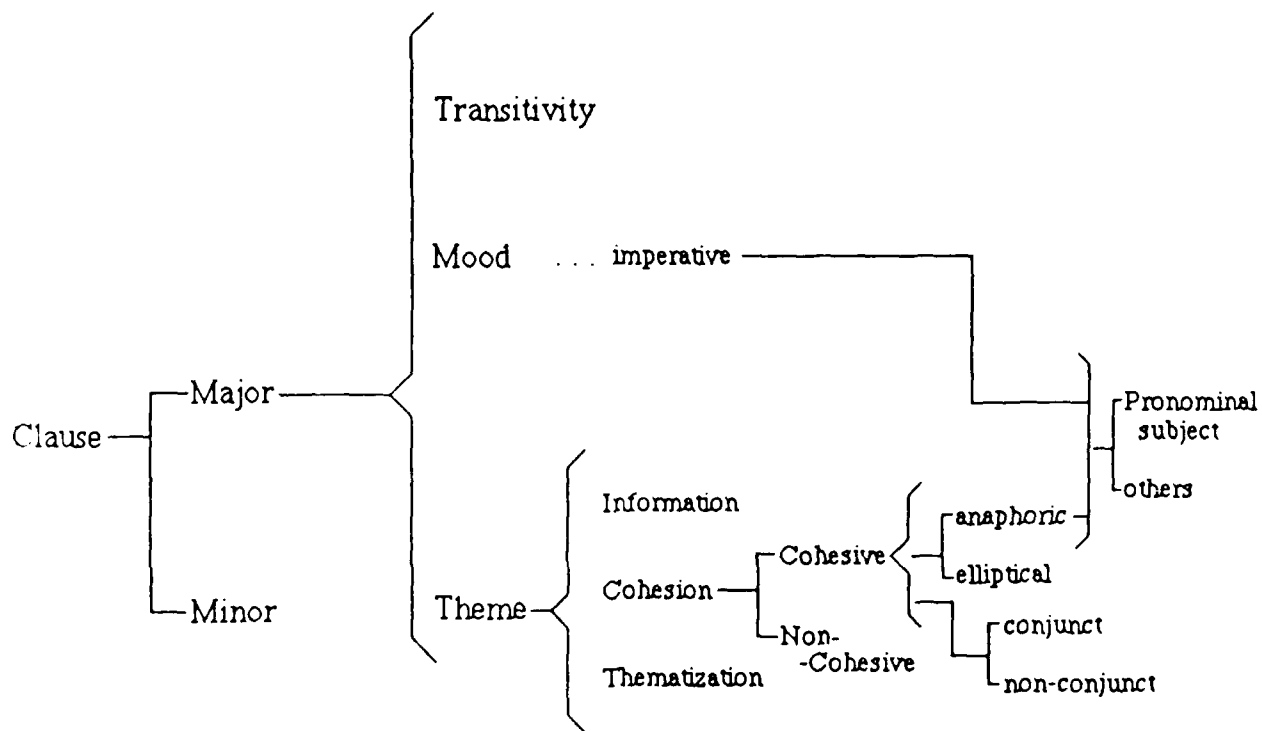 Transitivity
Mood ... imperative
Major
Pronominal
subject
Clause
others
Information
anaphoric
Cohesive
elliptical
Cohesion
Theme
Minor
Non-
-Cohesive
conjunct
Thematization
non-conjunct